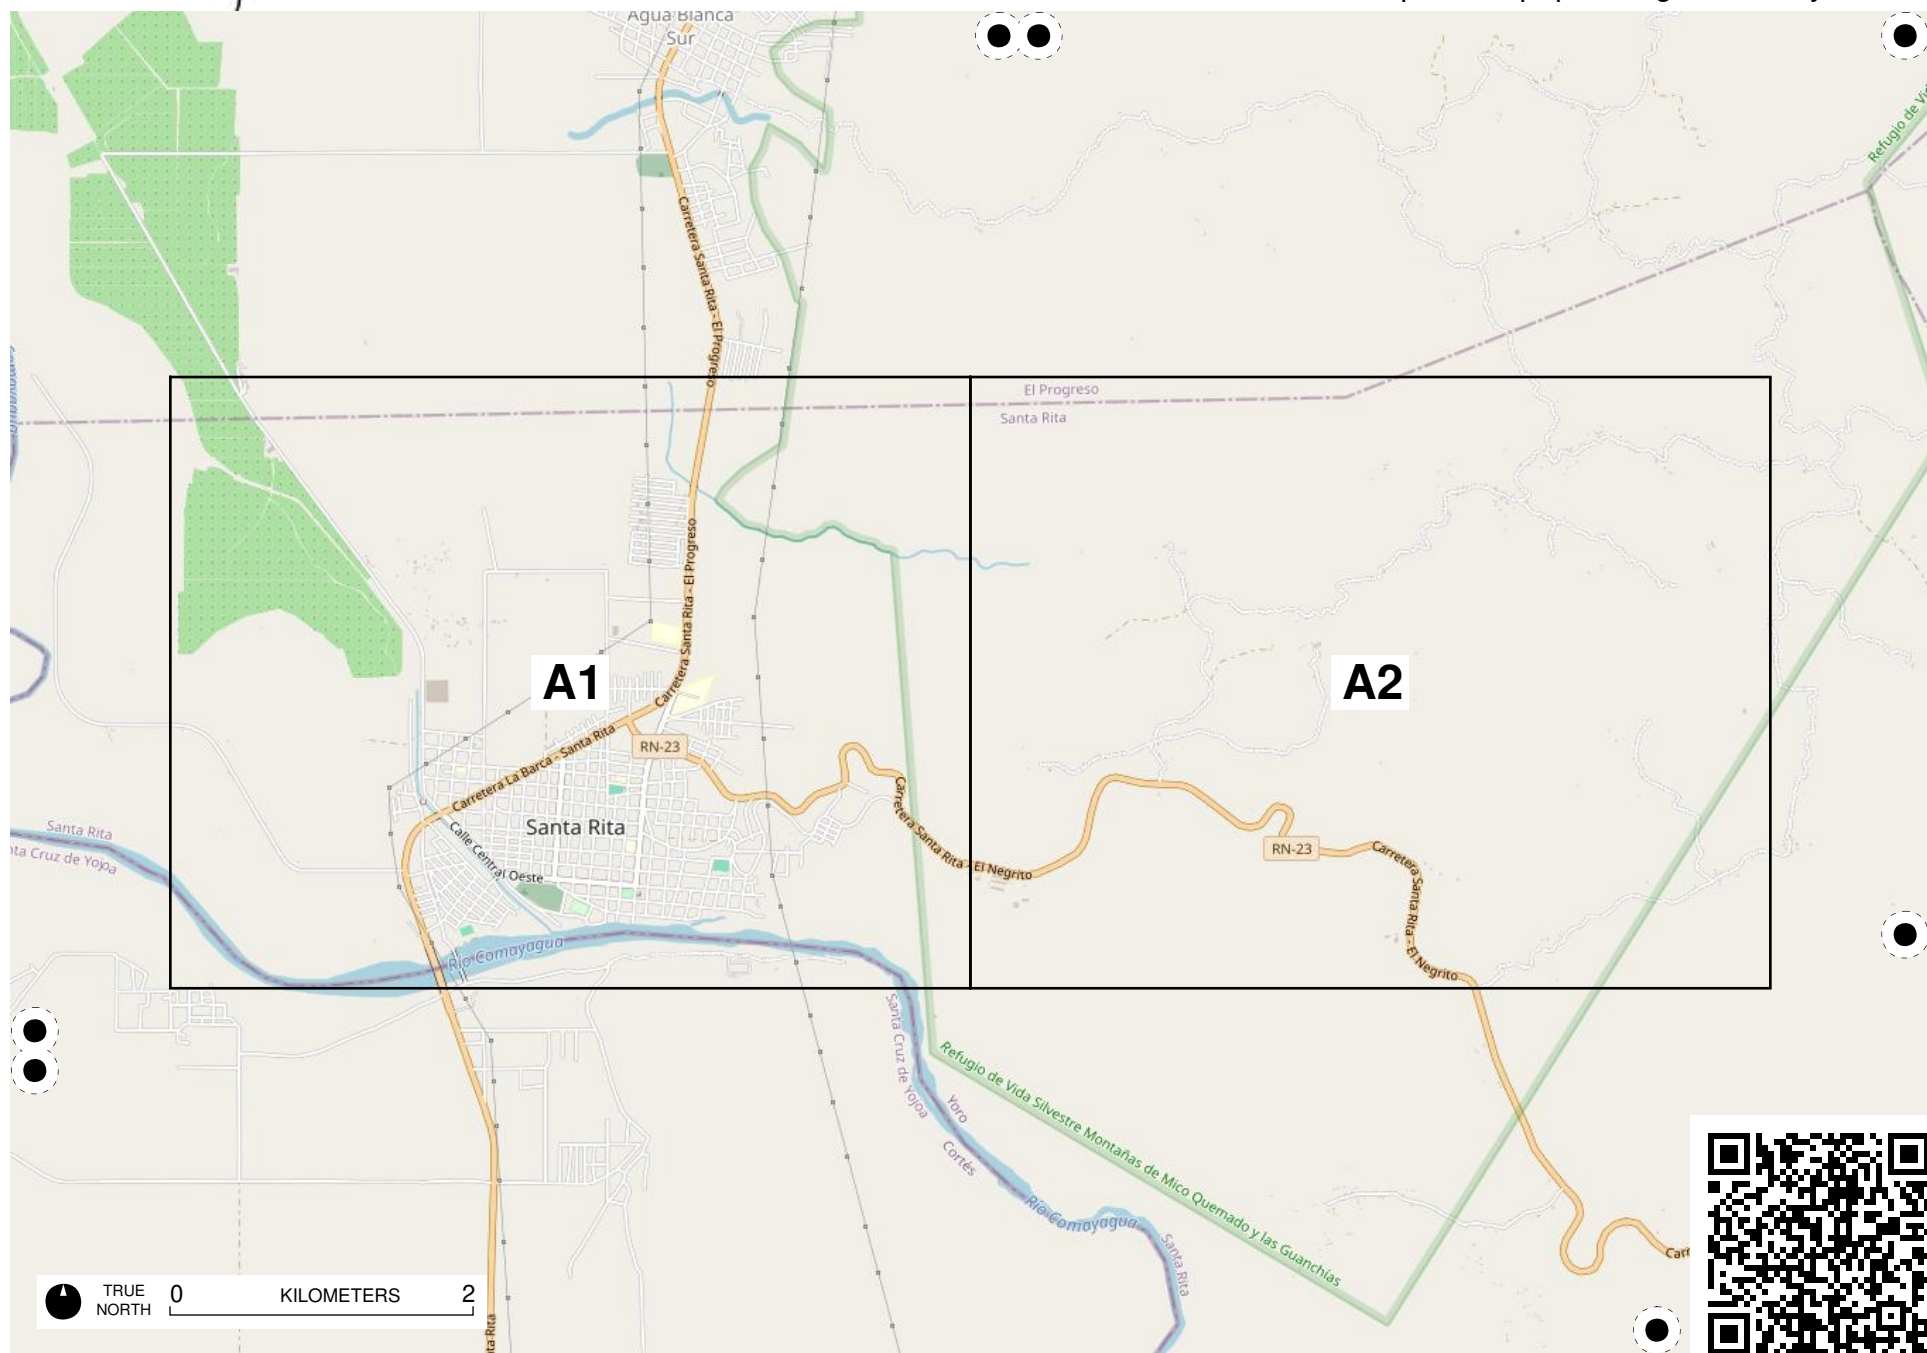 Agua Blanca
Sur
Refugio de
Carretera Santa Rita - El Progreso
El Progreso
Santa Rita
Carretera Santa Rita - El Progreso
A1
A2
RN-23
Carretera La Barca - Santa Rita
Santa Rita
Calle Central Oeste
Carretera Santa Rita - El Negrito
RN-23
Carretera Santa Rita - El Negrito
Santa Rita
nta Cruz de Yojoa
Río Comayagua
Santa Cruz de Yojoa
Yoro
Cortés
Refugio de Vida Silvestre Montañas de Mico Quemado y las Guanchías
Río Comayagua
Santa Rita
Carr
TRUE
NORTH
0 KILOMETERS 2
nta Rita